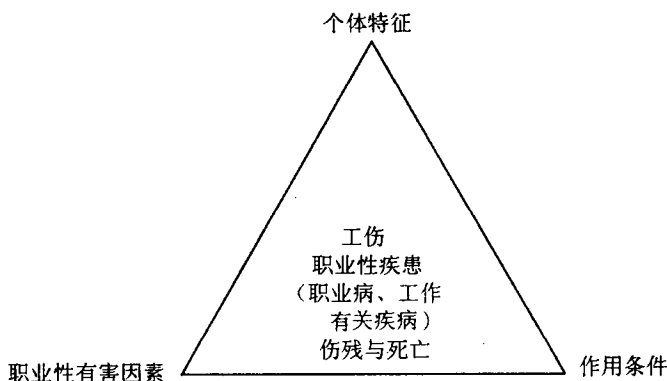 个体特征
工伤
职业性疾患
（职业病、工作
有关疾病）
伤残与死亡
职业性有害因素
作用条件